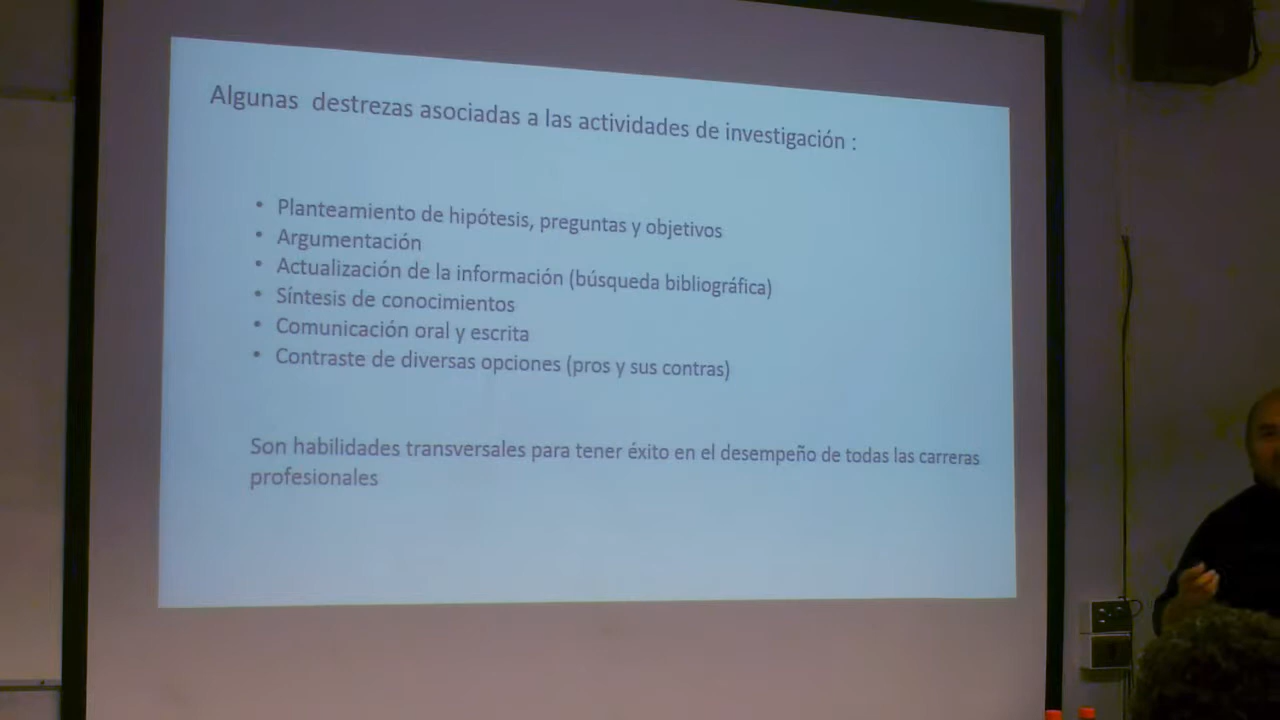 Algunas destrezas asociadas a las actividades de investigación :
• Planteamiento de hipótesis, preguntas y objetivos
• Argumentación
• Actualización de la información (búsqueda bibliográfica)
• Síntesis de conocimientos
• Comunicación oral y escrita
• Contraste de diversas opciones (pros y sus contras)
Son habilidades transversales para tener éxito en el desempeño de todas las carreras
profesionales